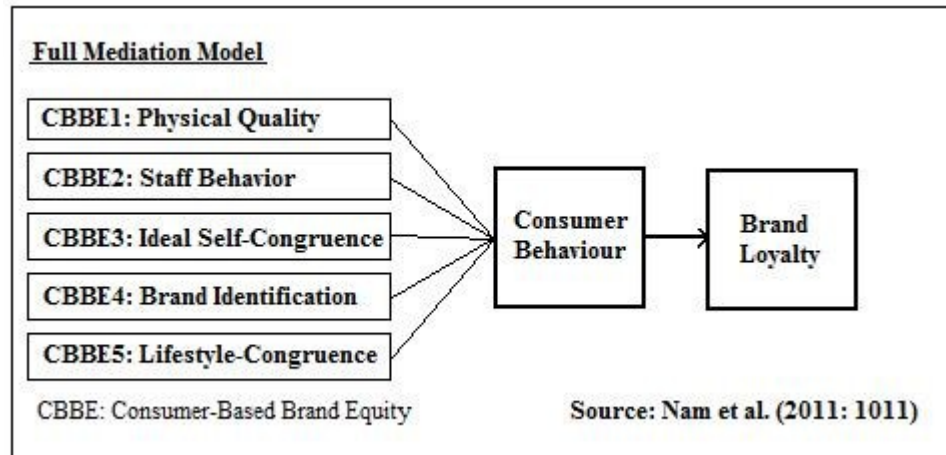 Full Mediation Model
CBBE1: Physical Quality
CBBE2: Staff Behavior
CBBE3: Ideal Self-Congruence
CBBE4: Brand Identification
CBBE5: Lifestyle-Congruence
Consumer
Behaviour
Brand
Loyalty
CBBE: Consumer-Based Brand Equity
Source: Nam et al. (2011: 1011)